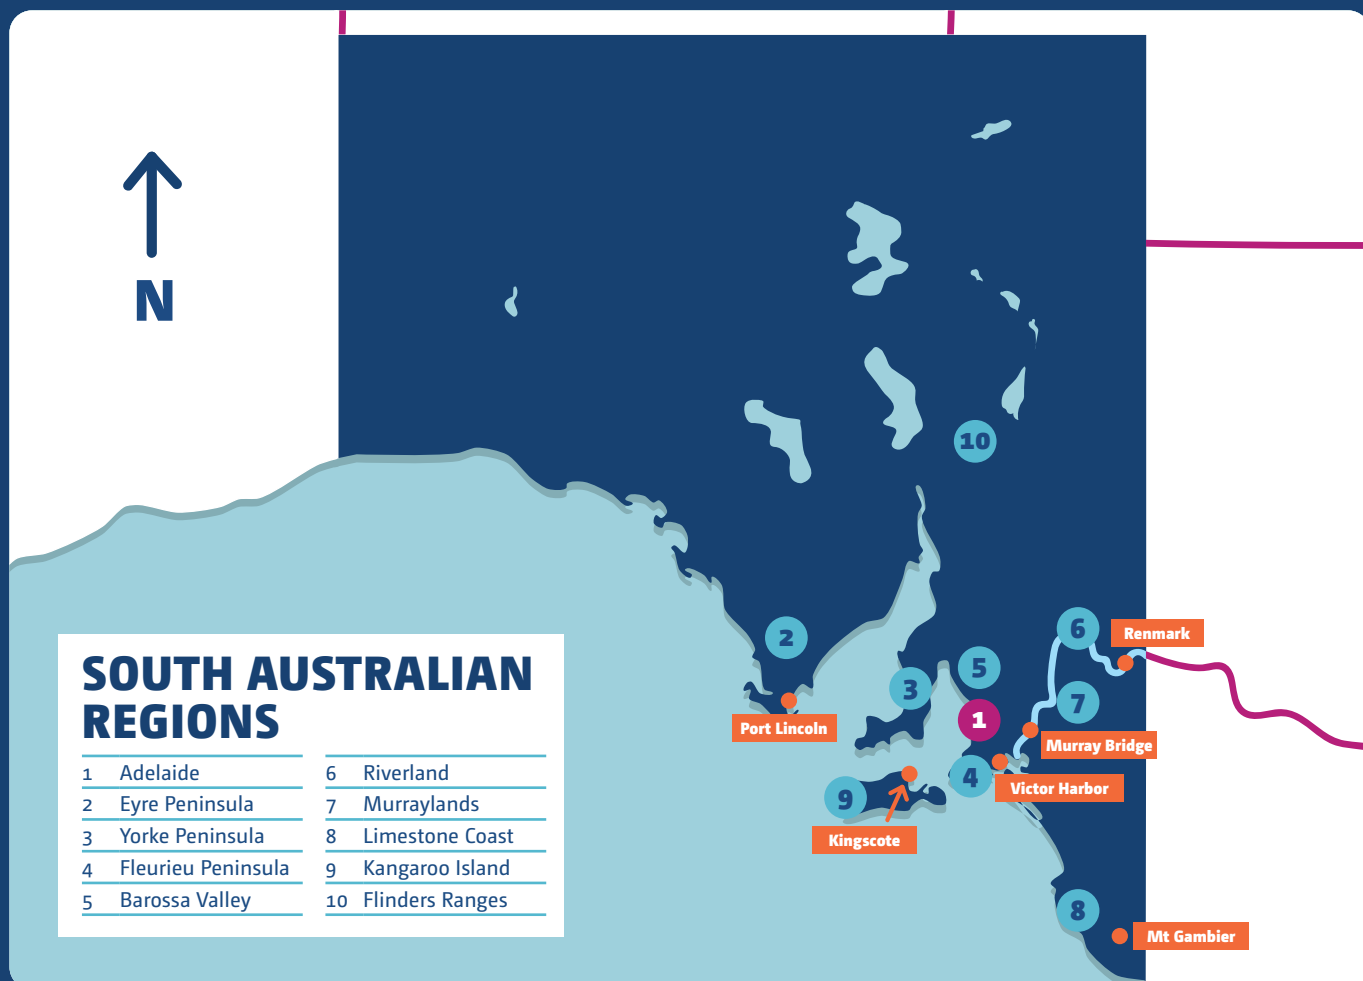 N
SOUTH AUSTRALIAN
REGIONS
1 Adelaide
2 Eyre Peninsula
3 Yorke Peninsula
4 Fleurieu Peninsula
5 Barossa Valley
6 Riverland
7 Murraylands
8 Limestone Coast
9 Kangaroo Island
10 Flinders Ranges
10
6
Renmark
2
5
3
7
1
Port Lincoln
Murray Bridge
4
Victor Harbor
9
Kingscote
8
Mt Gambier